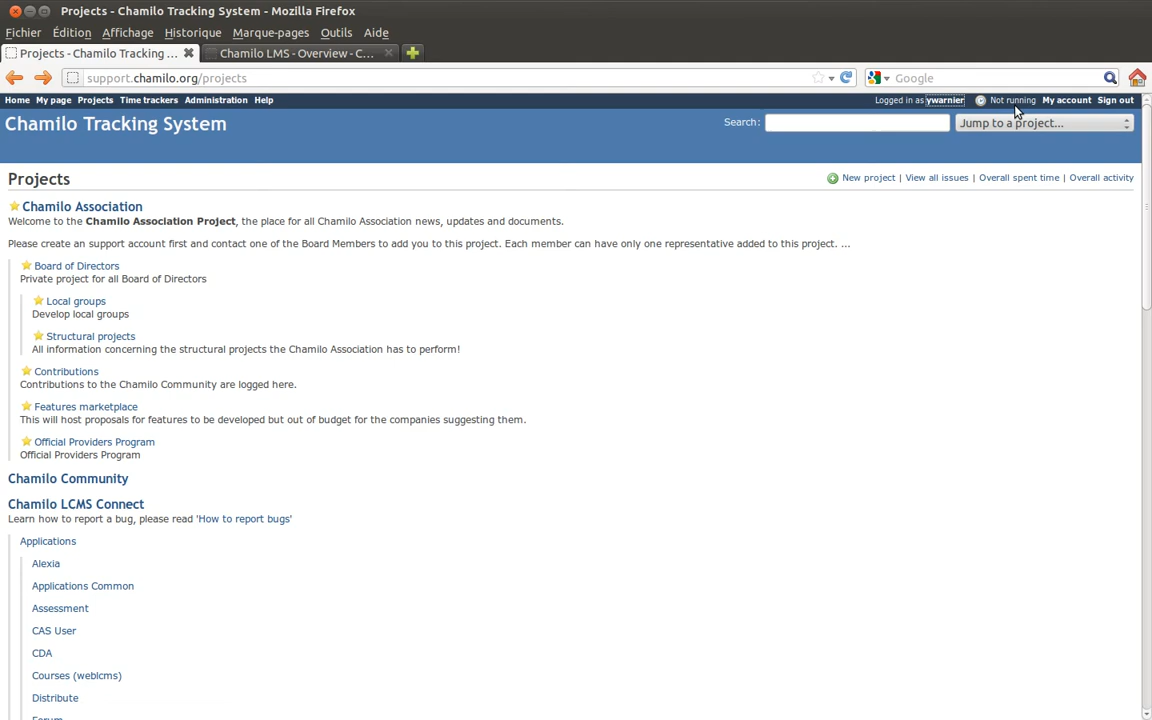 Projects - Chamilo Tracking System - Mozilla Firefox
Fichier Édition Affichage Historique Marque-pages Outils Aide
Projects - Chamilo Tracking ... Chamilo LMS - Overview - C...
support.chamilo.org/projects Google
Home My page Projects Time trackers Administration Help Logged in as ywarnier Not running My account Sign out
Chamilo Tracking System Search: Jump to a project...
Projects New project | View all issues | Overall spent time | Overall activity
Chamilo Association
Welcome to the Chamilo Association Project, the place for all Chamilo Association news, updates and documents.
Please create an support account first and contact one of the Board Members to add you to this project. Each member can have only one representative added to this project. ...
Board of Directors
Private project for all Board of Directors
Local groups
Develop local groups
Structural projects
All information concerning the structural projects the Chamilo Association has to perform!
Contributions
Contributions to the Chamilo Community are logged here.
Features marketplace
This will host proposals for features to be developed but out of budget for the companies suggesting them.
Official Providers Program
Official Providers Program
Chamilo Community
Chamilo LCMS Connect
Learn how to report a bug, please read 'How to report bugs'
Applications
Alexia
Applications Common
Assessment
CAS User
CDA
Courses (weblcms)
Distribute
Forum